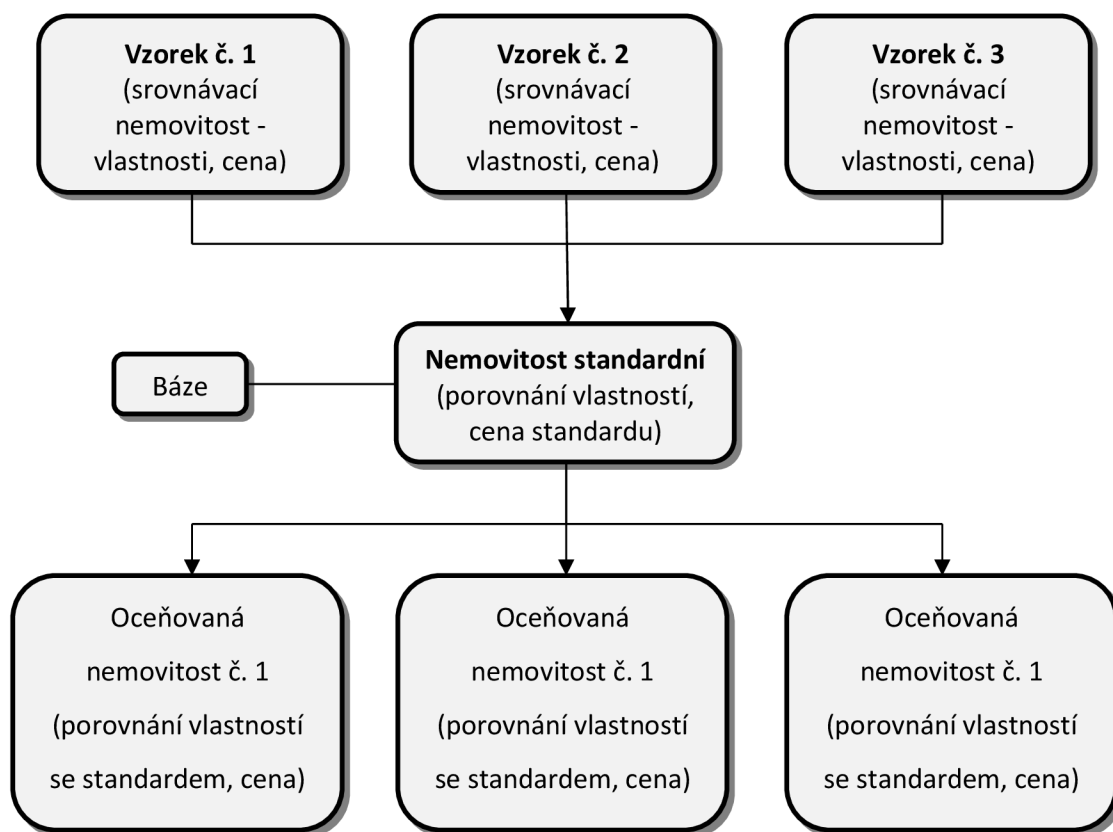 Vzorek č. 1
(srovnávací
nemovitost -
vlastnosti, cena)
Vzorek č. 2
(srovnávací
nemovitost -
vlastnosti, cena)
Vzorek č. 3
(srovnávací
nemovitost -
vlastnosti, cena)
Báze
Nemovitost standardní
(porovnání vlastností,
cena standardu)
Oceňovaná
nemovitost č. 1
(porovnání vlastností
se standardem, cena)
Oceňovaná
nemovitost č. 1
(porovnání vlastností
se standardem, cena)
Oceňovaná
nemovitost č. 1
(porovnání vlastností
se standardem, cena)